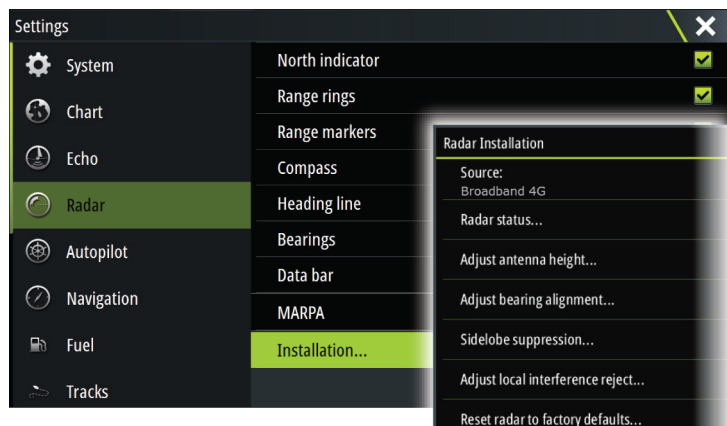 Settings
System
Chart
Echo
Radar
Autopilot
Navigation
Fuel
Tracks
North indicator
Range rings
Range markers
Compass
Heading line
Bearings
Data bar
MARPA
Installation...
Radar Installation
Source:
Broadband 4G
Radar status...
Adjust antenna height...
Adjust bearing alignment...
Sidelobe suppression...
Adjust local interference reject...
Reset radar to factory defaults...